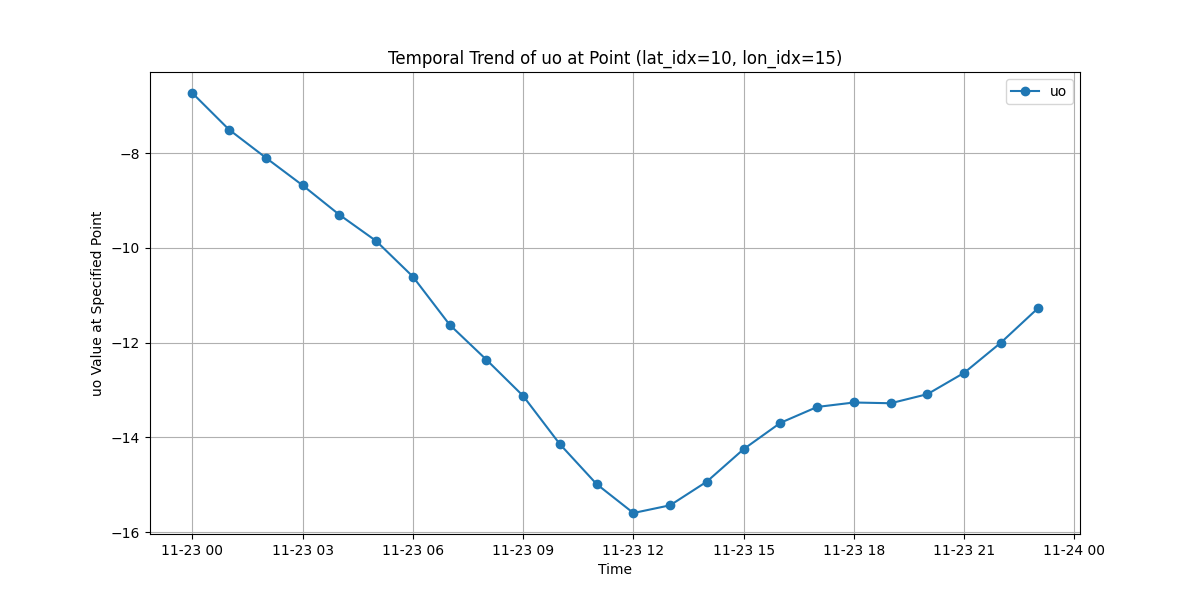 Temporal Trend of uo at Point (lat_idx=10, lon_idx=15)
uo
−8
−10
−12
−14
−16
uo Value at Specified Point
11-23 00 11-23 03 11-23 06 11-23 09 11-23 12 11-23 15 11-23 18 11-23 21 11-24 00
Time